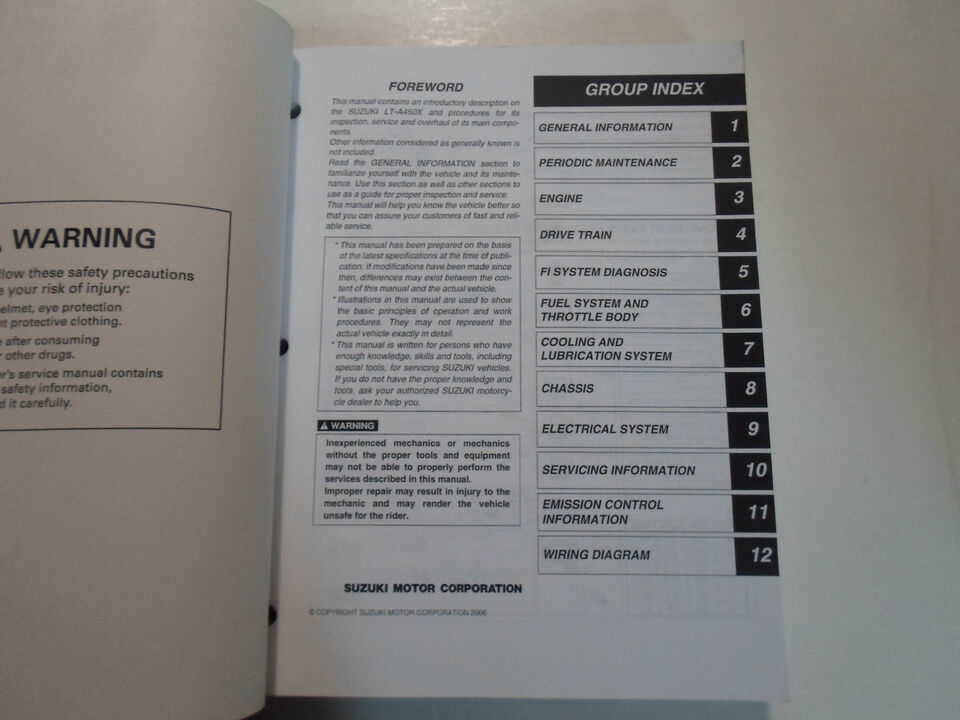 WARNING
llow these safety precautions
e your risk of injury:
elmet, eye protection
nt protective clothing.
e after consuming
r other drugs.
er's service manual contains
safety information,
d it carefully.
FOREWORD
This manual contains an introductory description on
the SUZUKI LT-A450X and procedures for its
inspection, service and overhaul of its main compo-
nents.
Other information considered as generally known is
not included.
Read the GENERAL INFORMATION section to
familiarize yourself with the vehicle and its mainte-
nance. Use this section as well as other sections to
use as a guide for proper inspection and service.
This manual will help you know the vehicle better so
that you can assure your customers of fast and reli-
able service.
* This manual has been prepared on the basis
of the latest specifications at the time of publi-
cation. If modifications have been made since
then, differences may exist between the con-
tent of this manual and the actual vehicle.
* Illustrations in this manual are used to show
the basic principles of operation and work
procedures. They may not represent the
actual vehicle exactly in detail.
* This manual is written for persons who have
enough knowledge, skills and tools, including
special tools, for servicing SUZUKI vehicles.
If you do not have the proper knowledge and
tools, ask your authorized SUZUKI motorcy-
cle dealer to help you.
WARNING
Inexperienced mechanics or mechanics
without the proper tools and equipment
may not be able to properly perform the
services described in this manual.
Improper repair may result in injury to the
mechanic and may render the vehicle
unsafe for the rider.
SUZUKI MOTOR CORPORATION
© COPYRIGHT SUZUKI MOTOR CORPORATION 2006
GROUP INDEX
GENERAL INFORMATION 1
PERIODIC MAINTENANCE 2
ENGINE 3
DRIVE TRAIN 4
FI SYSTEM DIAGNOSIS 5
FUEL SYSTEM AND
THROTTLE BODY 6
COOLING AND
LUBRICATION SYSTEM 7
CHASSIS 8
ELECTRICAL SYSTEM 9
SERVICING INFORMATION 10
EMISSION CONTROL
INFORMATION 11
WIRING DIAGRAM 12